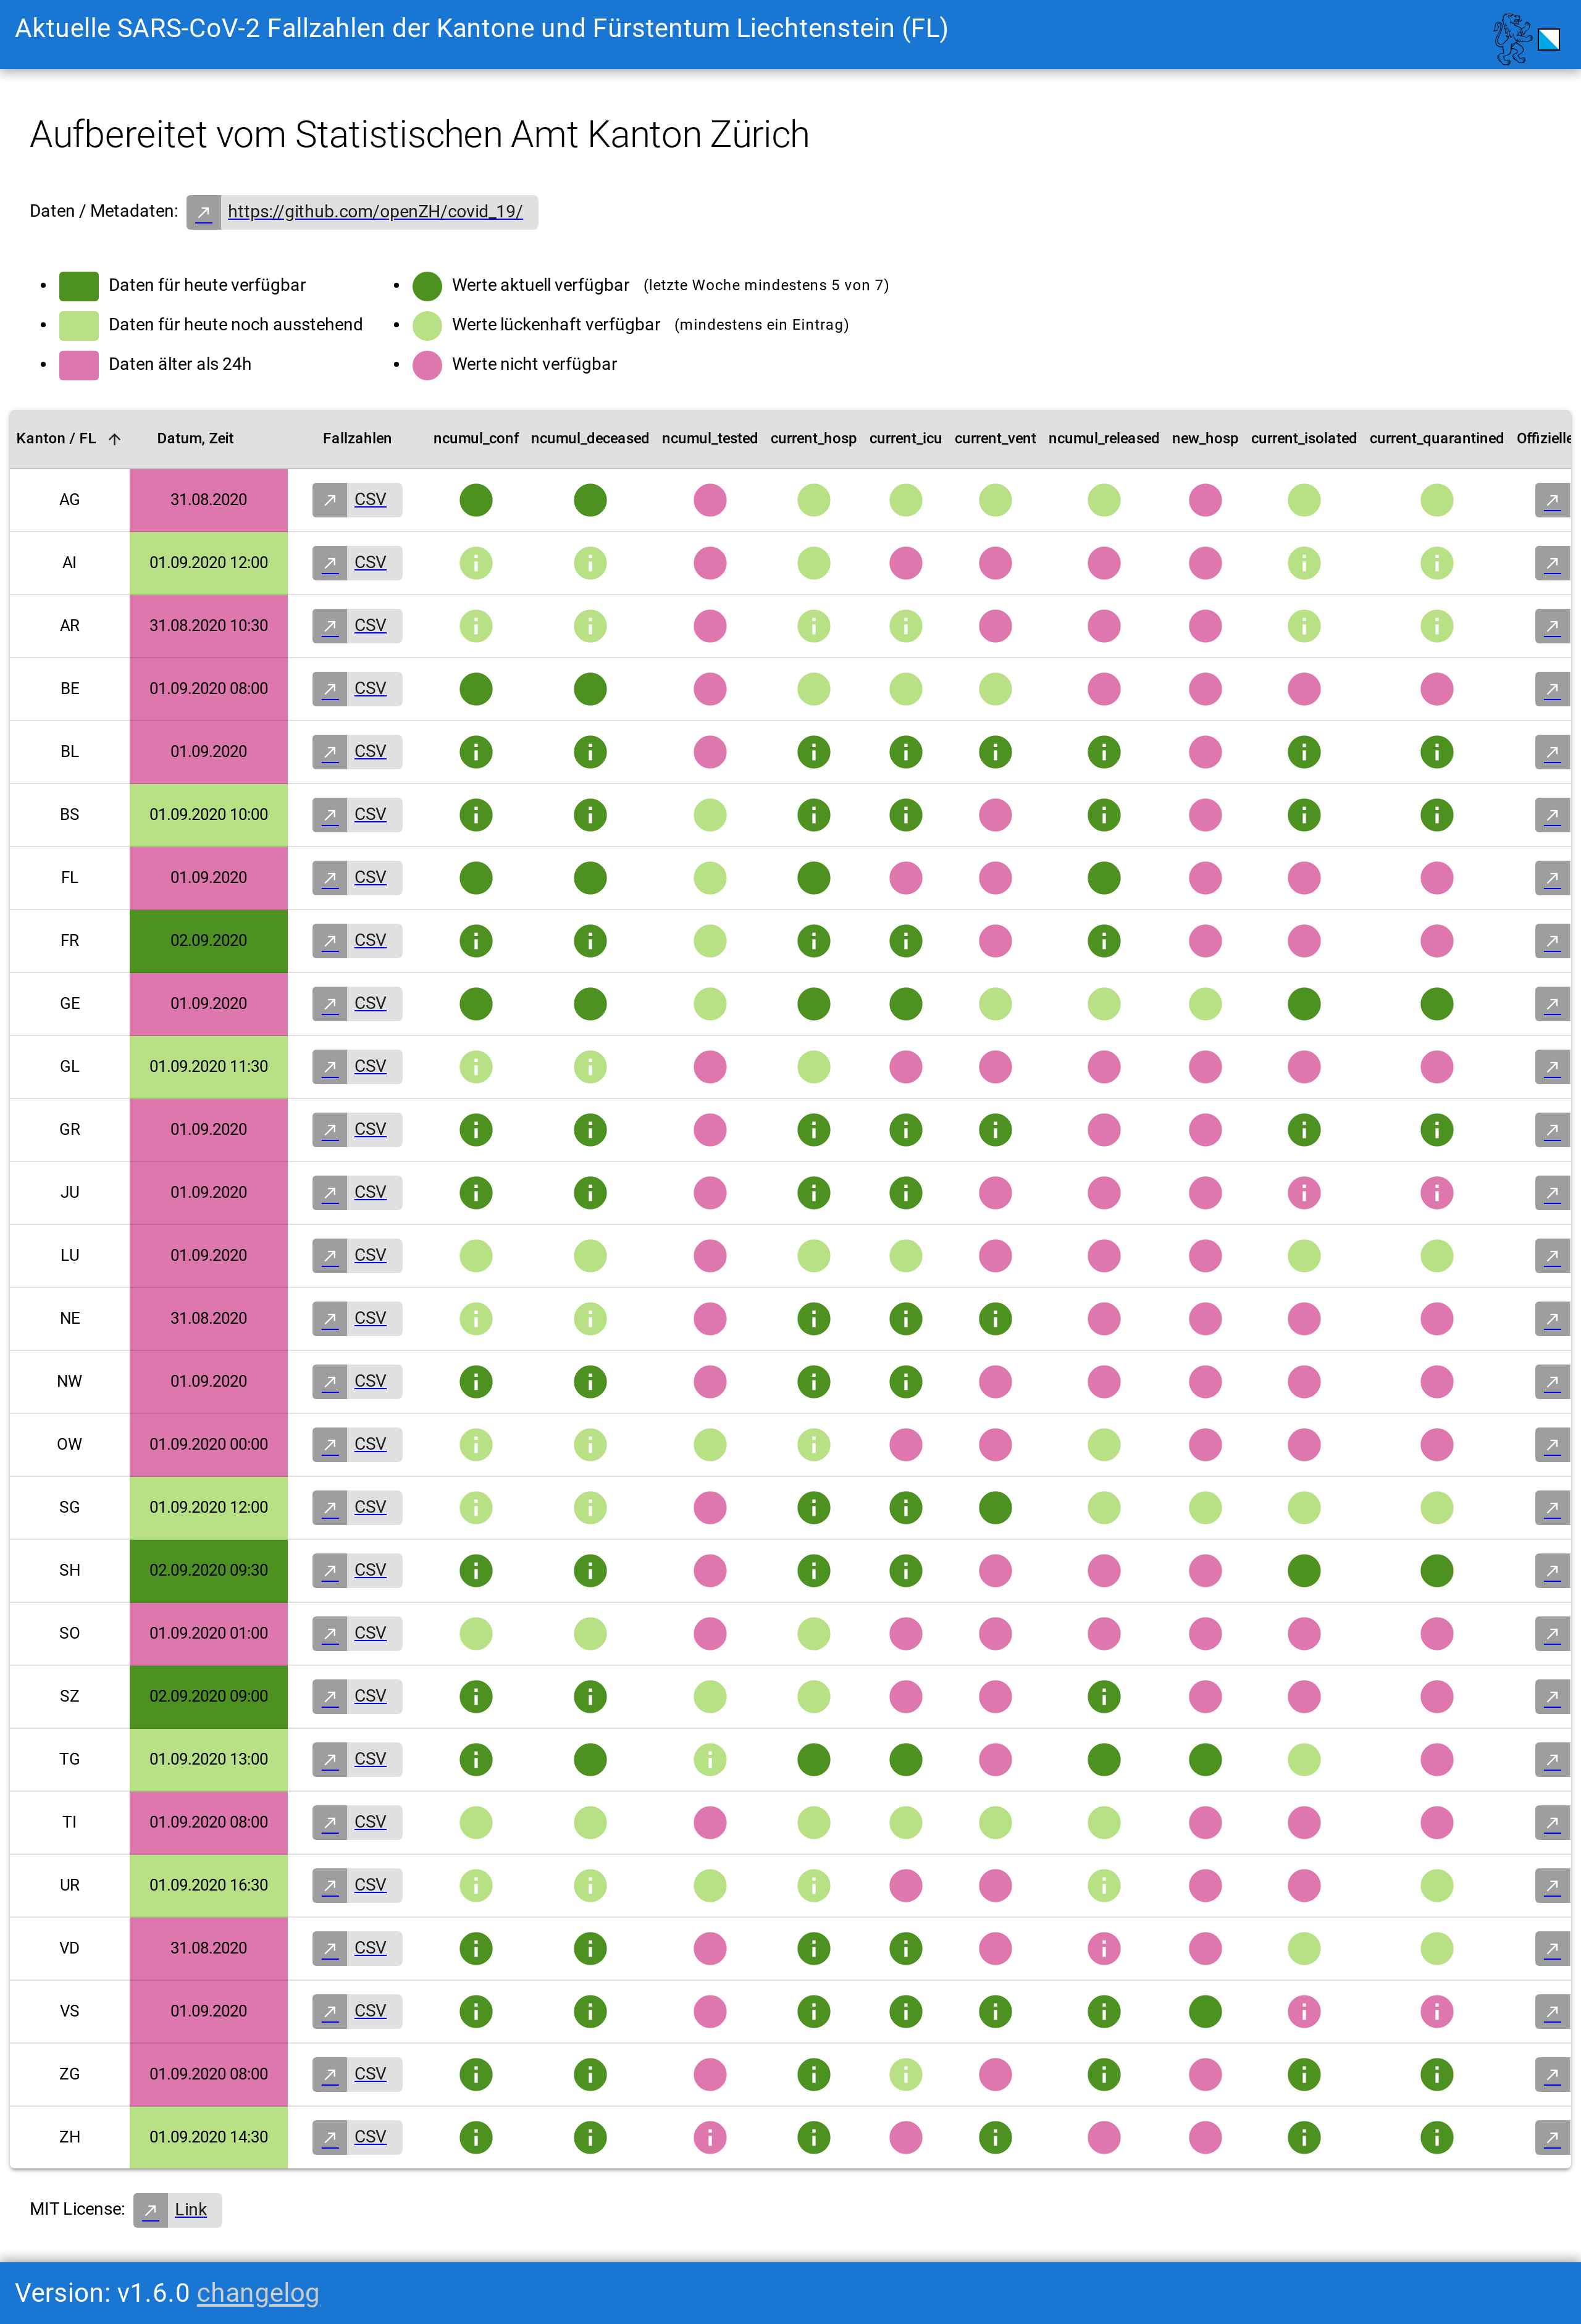 Aktuelle SARS-CoV-2 Fallzahlen der Kantone und Fürstentum Liechtenstein (FL)
Aufbereitet vom Statistischen Amt Kanton Zürich
Daten / Metadaten: https://github.com/openZH/covid_19/
Daten für heute verfügbar
Daten für heute noch ausstehend
Daten älter als 24h
Werte aktuell verfügbar (letzte Woche mindestens 5 von 7)
Werte lückenhaft verfügbar (mindestens ein Eintrag)
Werte nicht verfügbar
Kanton / FL Datum, Zeit Fallzahlen ncumul_conf ncumul_deceased ncumul_tested current_hosp current_icu current_vent ncumul_released new_hosp current_isolated current_quarantined Offizielle
AG 31.08.2020 CSV
AI 01.09.2020 12:00 CSV
AR 31.08.2020 10:30 CSV
BE 01.09.2020 08:00 CSV
BL 01.09.2020 CSV
BS 01.09.2020 10:00 CSV
FL 01.09.2020 CSV
FR 02.09.2020 CSV
GE 01.09.2020 CSV
GL 01.09.2020 11:30 CSV
GR 01.09.2020 CSV
JU 01.09.2020 CSV
LU 01.09.2020 CSV
NE 31.08.2020 CSV
NW 01.09.2020 CSV
OW 01.09.2020 00:00 CSV
SG 01.09.2020 12:00 CSV
SH 02.09.2020 09:30 CSV
SO 01.09.2020 01:00 CSV
SZ 02.09.2020 09:00 CSV
TG 01.09.2020 13:00 CSV
TI 01.09.2020 08:00 CSV
UR 01.09.2020 16:30 CSV
VD 31.08.2020 CSV
VS 01.09.2020 CSV
ZG 01.09.2020 08:00 CSV
ZH 01.09.2020 14:30 CSV
MIT License: Link
Version: v1.6.0 changelog